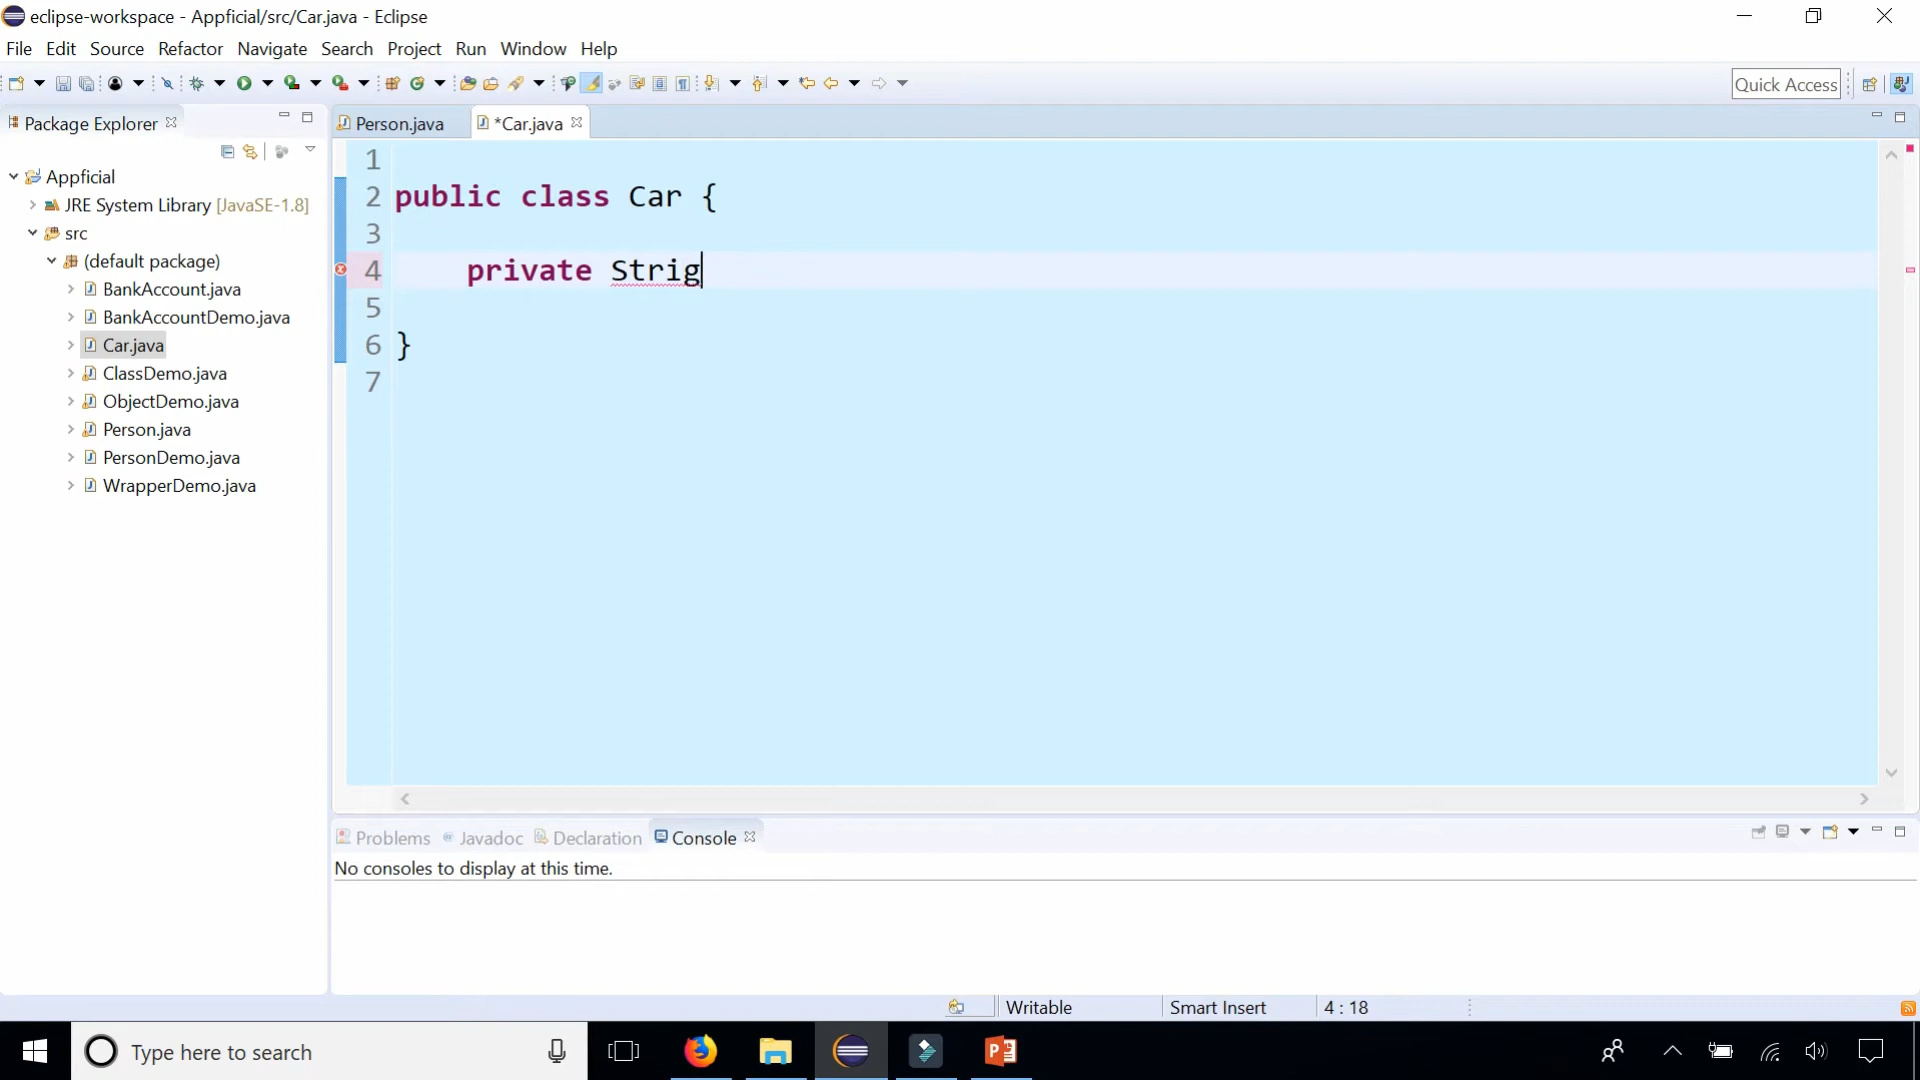 eclipse-workspace - Appficial/src/Car.java - Eclipse
File Edit Source Refactor Navigate Search Project Run Window Help
Quick Access
Package Explorer
Person.java *Car.java
Appficial
JRE System Library [JavaSE-1.8]
src
(default package)
BankAccount.java
BankAccountDemo.java
Car.java
ClassDemo.java
ObjectDemo.java
Person.java
PersonDemo.java
WrapperDemo.java
1
2 public class Car {
3
4 private Strig
5
6 }
7
Problems Javadoc Declaration Console
No consoles to display at this time.
Writable Smart Insert 4 : 18
Type here to search